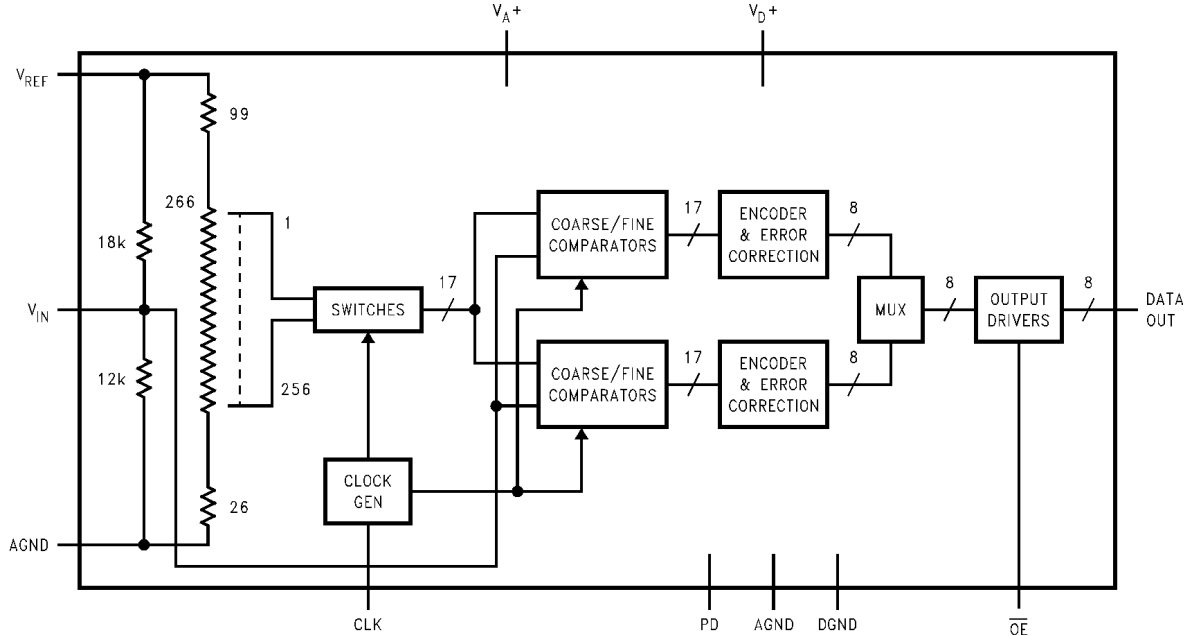 VA+
VD+
VREF
99
266
1
18k
17
COARSE/FINE
COMPARATORS
17
ENCODER
& ERROR
CORRECTION
8
VIN
SWITCHES
MUX
8
OUTPUT
DRIVERS
8
DATA
OUT
12k
256
COARSE/FINE
COMPARATORS
17
ENCODER
& ERROR
CORRECTION
8
CLOCK
GEN
26
AGND
CLK
PD
AGND
DGND
O̅E̅